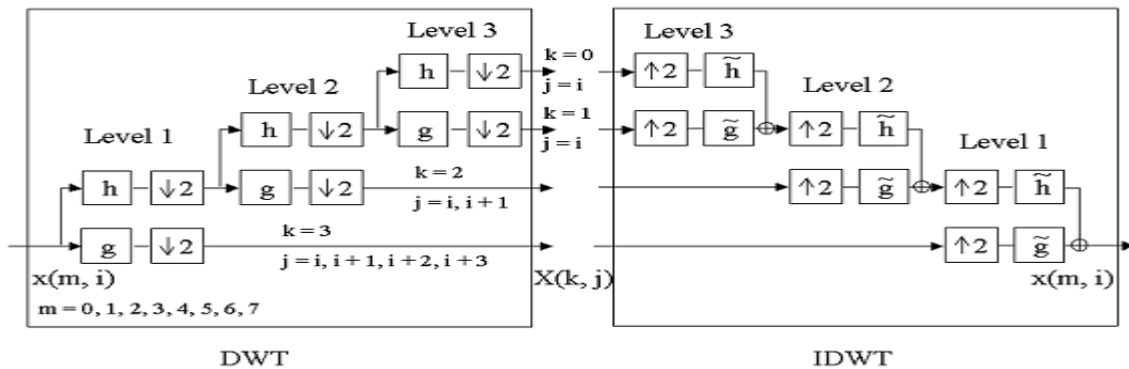 Level 3
h ↓2
k = 0
j = i
Level 2
h ↓2
g ↓2
k = 1
j = i
Level 1
h ↓2
g ↓2
k = 2
j = i, i + 1
g ↓2
k = 3
j = i, i + 1, i + 2, i + 3
x(m, i)
X(k, j)
m = 0, 1, 2, 3, 4, 5, 6, 7
DWT
Level 3
↑2 h̃
Level 2
↑2 g̃
↑2 h̃
Level 1
↑2 g̃
↑2 h̃
↑2 g̃
x(m, i)
IDWT